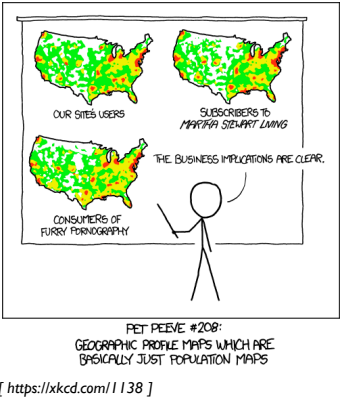 OUR SITE'S USERS
SUBSCRIBERS TO
MARTHA STEWART LIVING
THE BUSINESS IMPLICATIONS ARE CLEAR.
CONSUMERS OF
FURRY PORNOGRAPHY
PET PEEVE #208:
GEOGRAPHIC PROFILE MAPS WHICH ARE
BASICALLY JUST POPULATION MAPS
[ https://xkcd.com/1138 ]